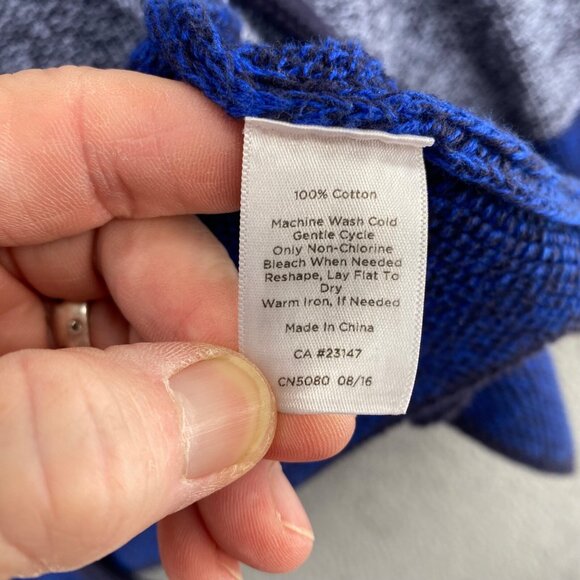 100% Cotton
Machine Wash Cold
Gentle Cycle
Only Non-Chlorine
Bleach When Needed
Reshape, Lay Flat To
Dry
Warm Iron, If Needed
Made In China
CA #23147
CN5080 08/16